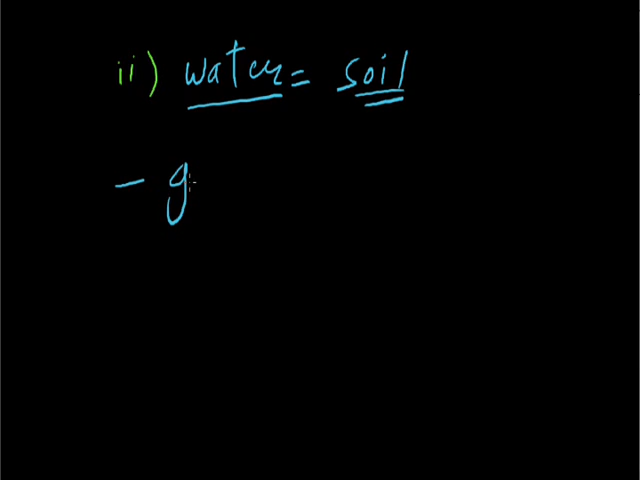 ii) water = soil
- g